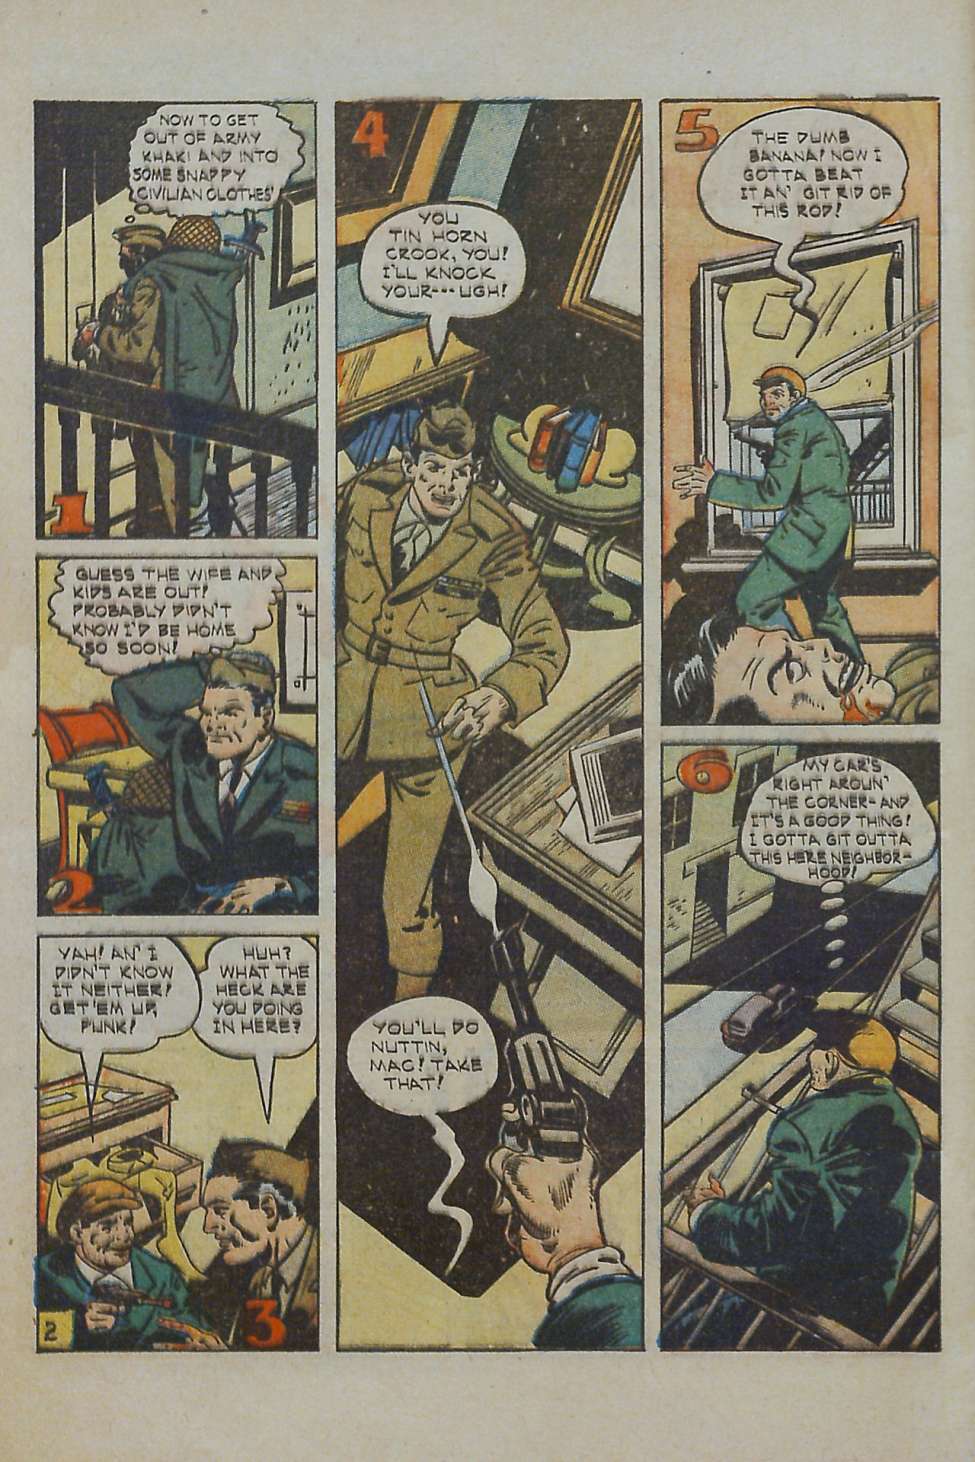 NOW TO GET
OUT OF ARMY
KHAKI AND INTO
SOME SNAPPY
CIVILIAN CLOTHES!
1
GUESS THE WIFE AND
KIDS ARE OUT!
PROBABLY DIDN'T
KNOW I'D BE HOME
SO SOON!
2
YAH! AN' I
DIDN'T KNOW
IT NEITHER!
GET 'EM UP,
PUNK!
HUH?
WHAT THE
HECK ARE
YOU DOING
IN HERE?
3
2
4
YOU
TIN HORN
CROOK, YOU!
I'LL KNOCK
YOUR---UGH!
YOU'LL DO
NUTTIN,
MAC! TAKE
THAT!
5
THE DUMB
BANANA! NOW I
GOTTA BEAT
IT AN' GIT RID OF
THIS ROD!
6
MY CAR'S
RIGHT AROUN'
THE CORNER-AND
IT'S A GOOD THING!
I GOTTA GIT OUTTA
THIS HERE NEIGHBOR-
HOOD!